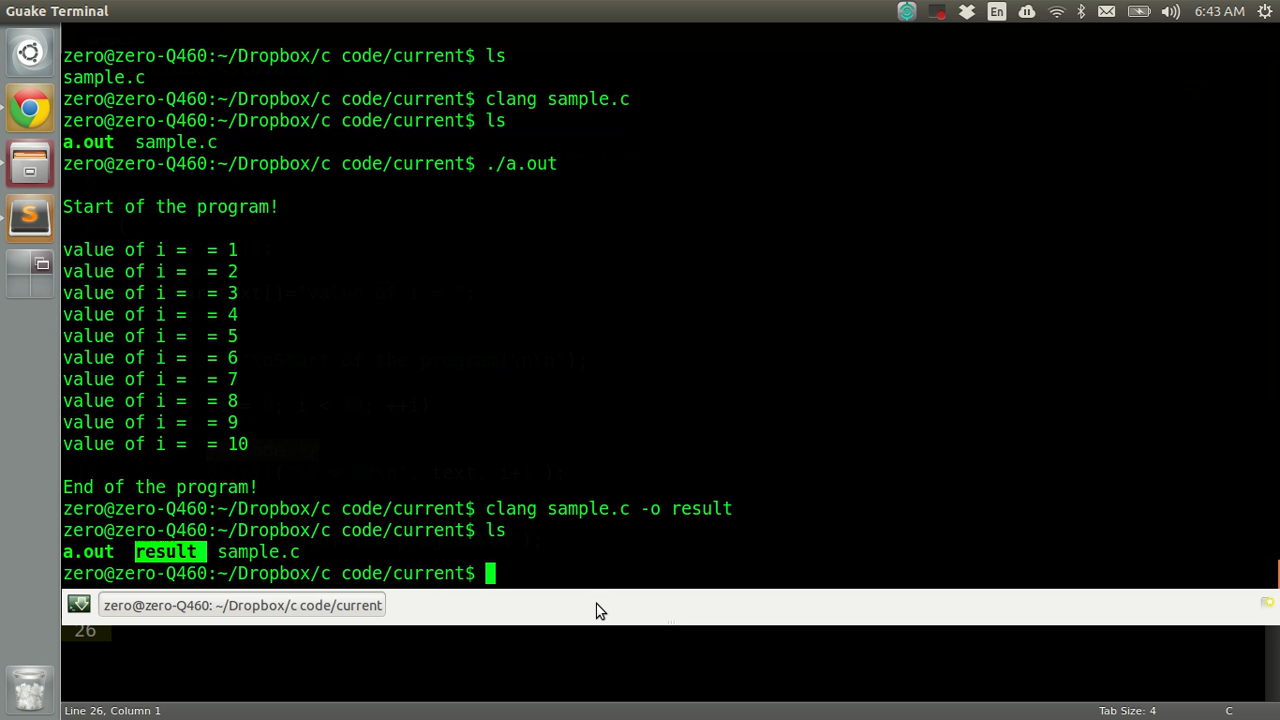 Guake Terminal
En
6:43 AM
zero@zero-Q460:~/Dropbox/c code/current$ ls
sample.c
zero@zero-Q460:~/Dropbox/c code/current$ clang sample.c
zero@zero-Q460:~/Dropbox/c code/current$ ls
a.out  sample.c
zero@zero-Q460:~/Dropbox/c code/current$ ./a.out
Start of the program!
value of i =  = 1
value of i =  = 2
value of i =  = 3
value of i =  = 4
value of i =  = 5
value of i =  = 6
value of i =  = 7
value of i =  = 8
value of i =  = 9
value of i =  = 10
End of the program!
zero@zero-Q460:~/Dropbox/c code/current$ clang sample.c -o result
zero@zero-Q460:~/Dropbox/c code/current$ ls
a.out  result  sample.c
zero@zero-Q460:~/Dropbox/c code/current$
zero@zero-Q460: ~/Dropbox/c code/current
26
Line 26, Column 1
Tab Size: 4
C